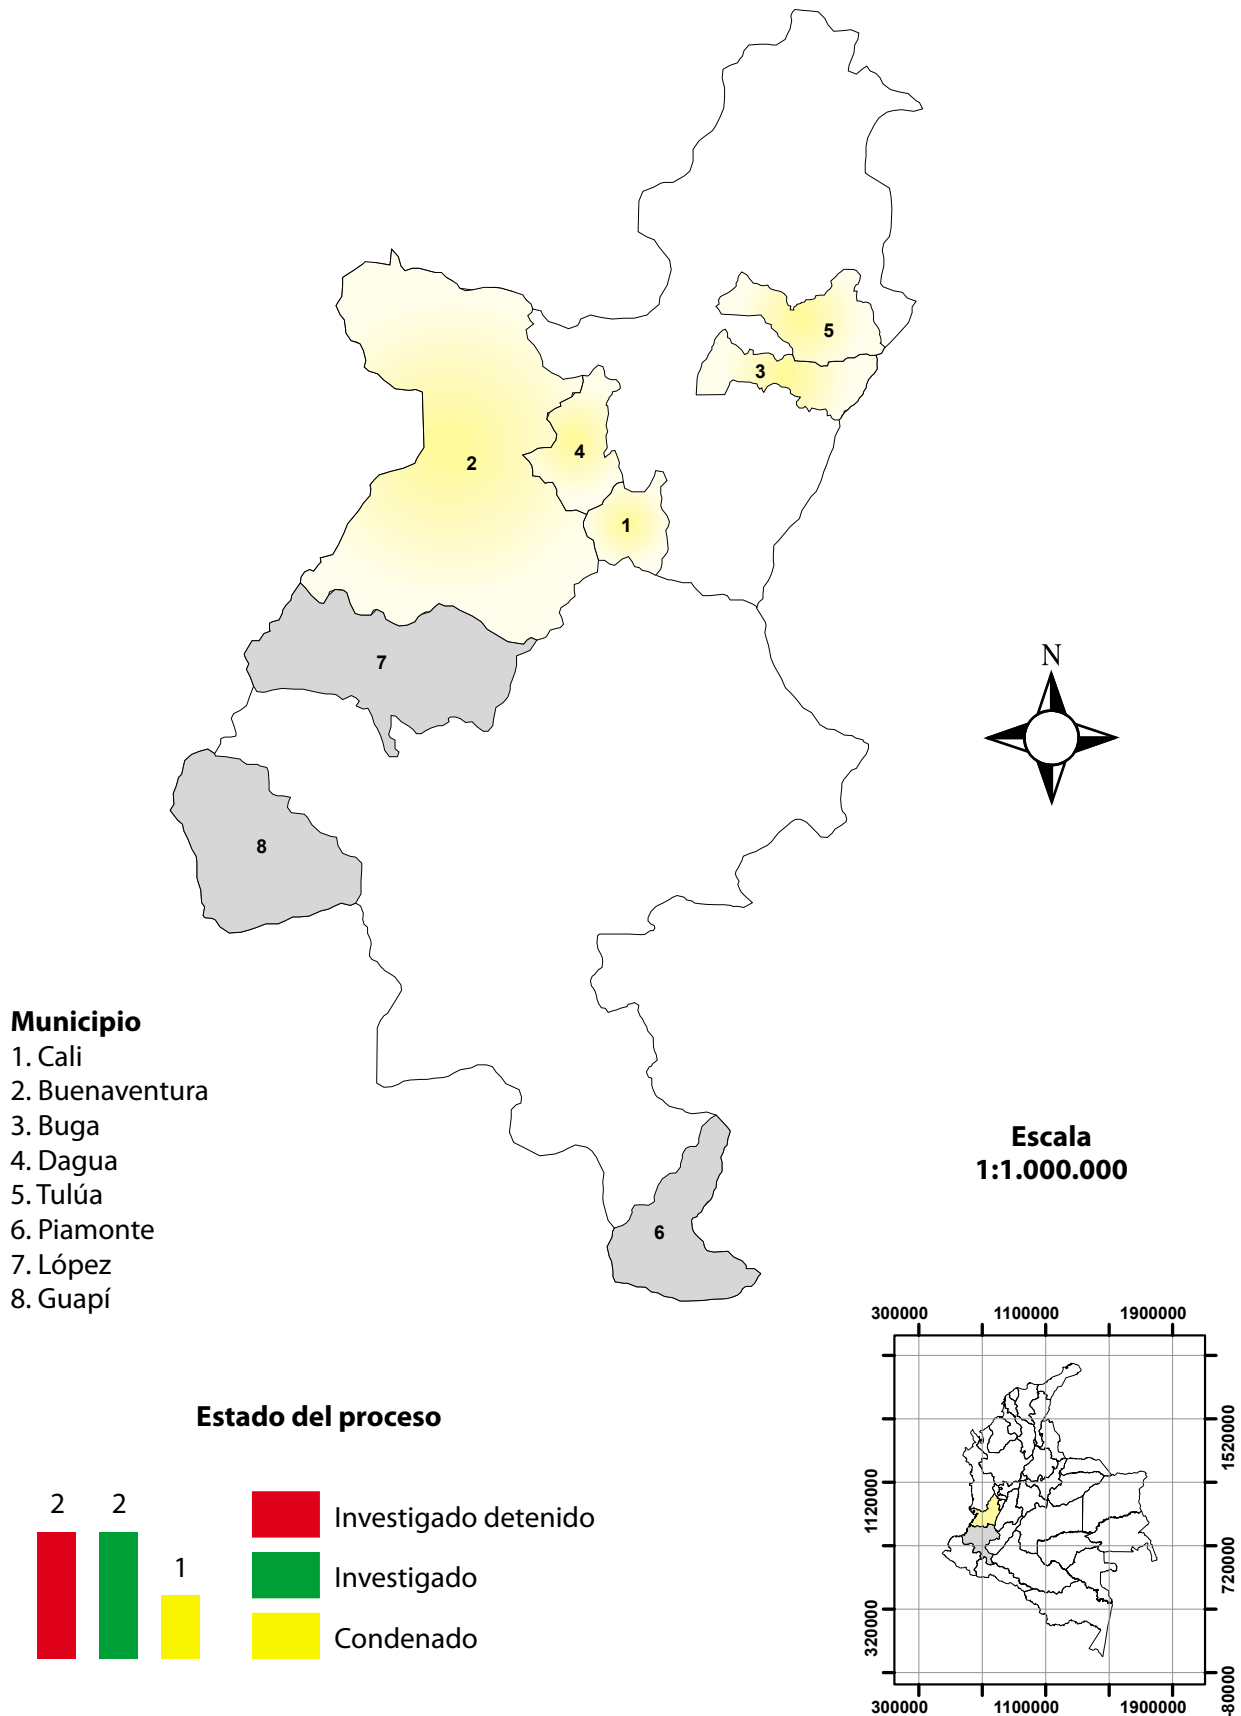 5
3
2
4
1
7
N
8
6
Municipio
1. Cali
2. Buenaventura
3. Buga
4. Dagua
5. Tulúa
6. Piamonte
7. López
8. Guapí
Escala
1:1.000.000
Estado del proceso
2
2
1
Investigado detenido
Investigado
Condenado
300000 1100000 1900000
1520000
1120000
720000
320000
-80000
300000 1100000 1900000